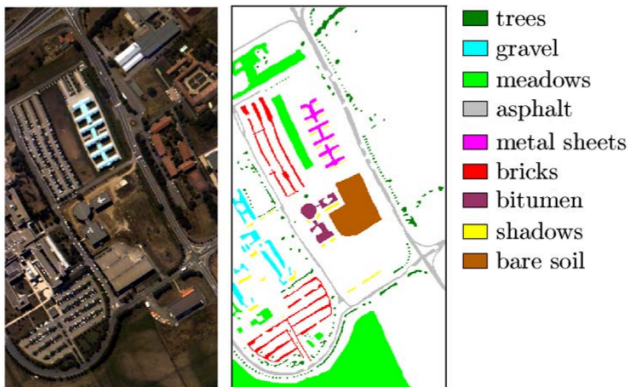 trees
gravel
meadows
asphalt
metal sheets
bricks
bitumen
shadows
bare soil